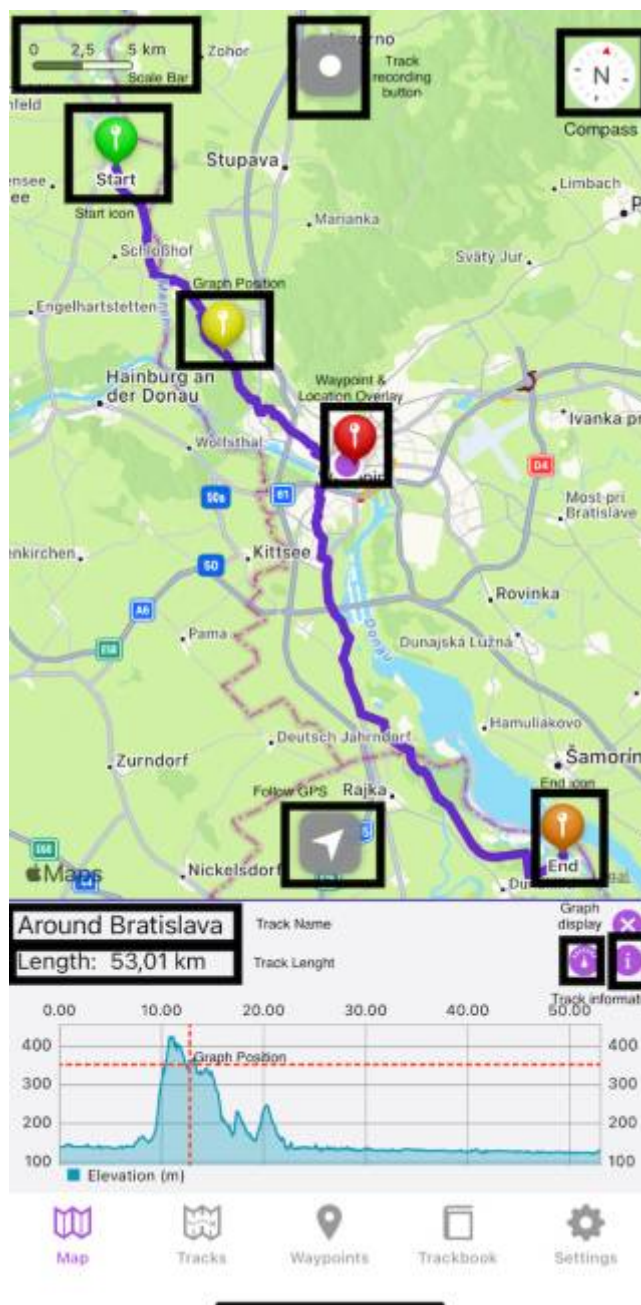 0 2,5 5 km
Scale Bar
Zohor
Track
recording
button
N
Compass
Start
Start icon
Stupava
Limbach
Marianka
Schloßhof
Svätý Jur
Graph Position
Engelhartstetten
Hainburg an
der Donau
Waypoint &
Location Overlay
Ivanka pri
Wolfsthal
D4
50a
61
Most pri
Bratislave
Kittsee
50
Rovinka
A6
Pama
Donau
Dunajská Lužná
Hamuliakovo
Deutsch Jahrndorf
Zurndorf
Šamorín
Follow GPS
Rajka
End icon
End
Maps
Nickelsdorf
Around Bratislava
Track Name
Graph
display
Length: 53,01 km
Track Lenght
Track informat
0.00 10.00 20.00 30.00 40.00 50.00
400 400
Graph Position
300 300
200 200
100 100
Elevation (m)
Map Tracks Waypoints Trackbook Settings